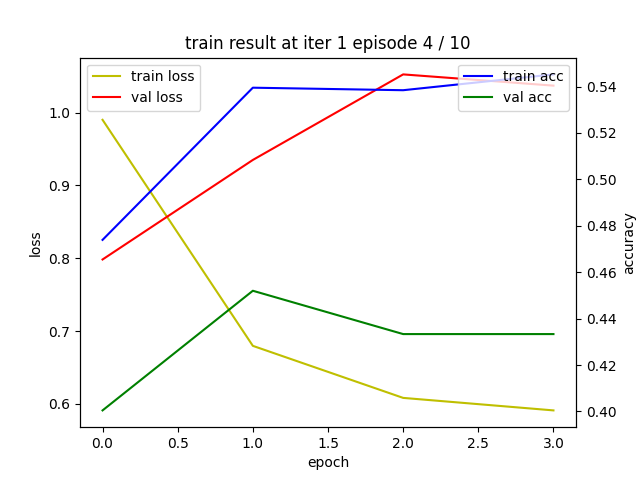 train result at iter 1 episode 4 / 10
train loss
val loss
train acc
val acc
1.0
0.9
0.8
0.7
0.6
loss
0.54
0.52
0.50
0.48
0.46
0.44
0.42
0.40
accuracy
0.0 0.5 1.0 1.5 2.0 2.5 3.0
epoch